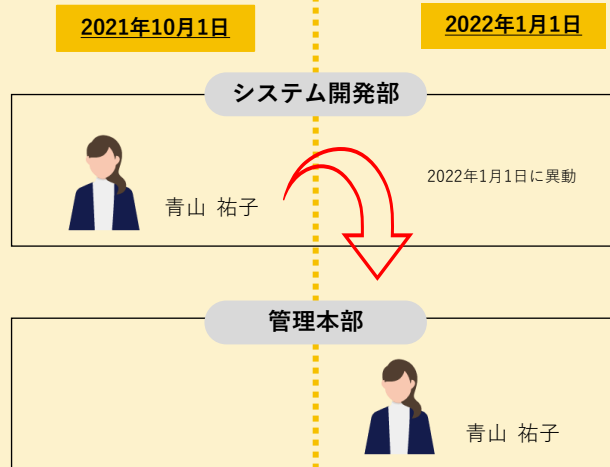 2021年10月1日
2022年1月1日
システム開発部
青山 祐子
2022年1月1日に異動
管理本部
青山 祐子